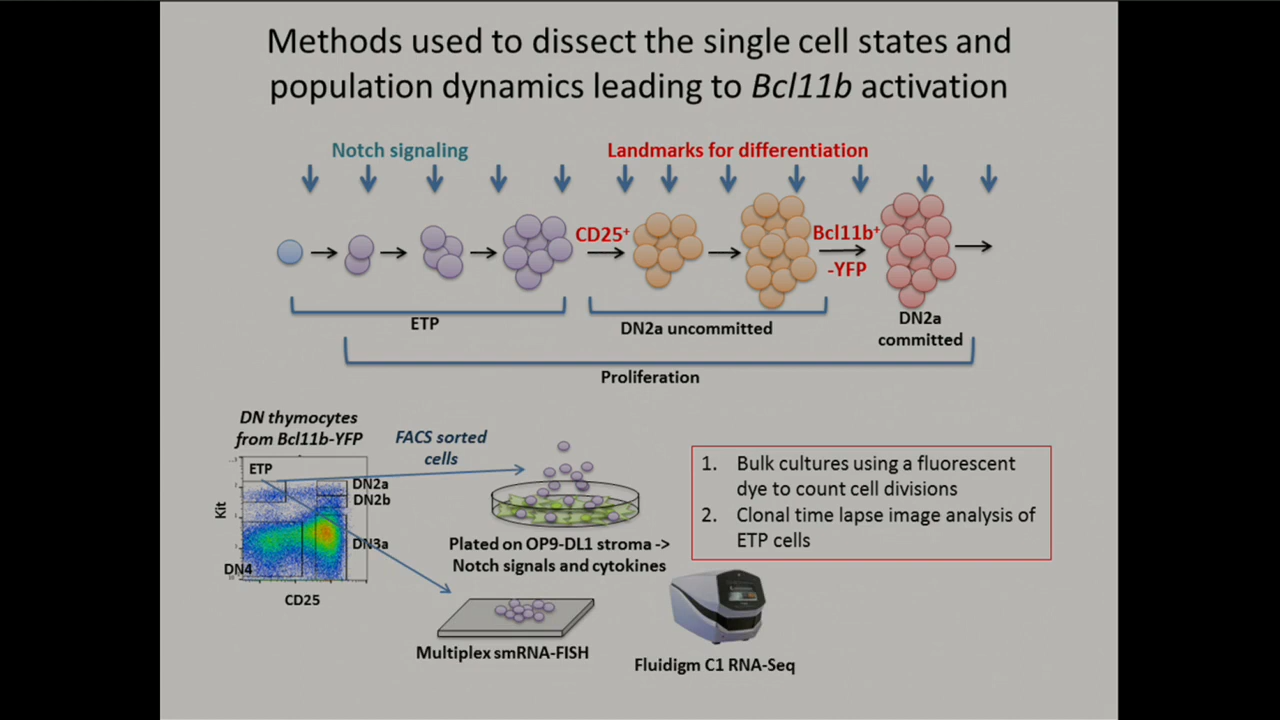 Methods used to dissect the single cell states and
population dynamics leading to Bcl11b activation
Notch signaling
Landmarks for differentiation
CD25+
Bcl11b+
-YFP
ETP
DN2a uncommitted
DN2a
committed
Proliferation
DN thymocytes
from Bcl11b-YFP
FACS sorted
cells
ETP
DN2a
DN2b
DN3a
DN4
Kit
CD25
Plated on OP9-DL1 stroma ->
Notch signals and cytokines
1. Bulk cultures using a fluorescent
dye to count cell divisions
2. Clonal time lapse image analysis of
ETP cells
Multiplex smRNA-FISH
Fluidigm C1 RNA-Seq